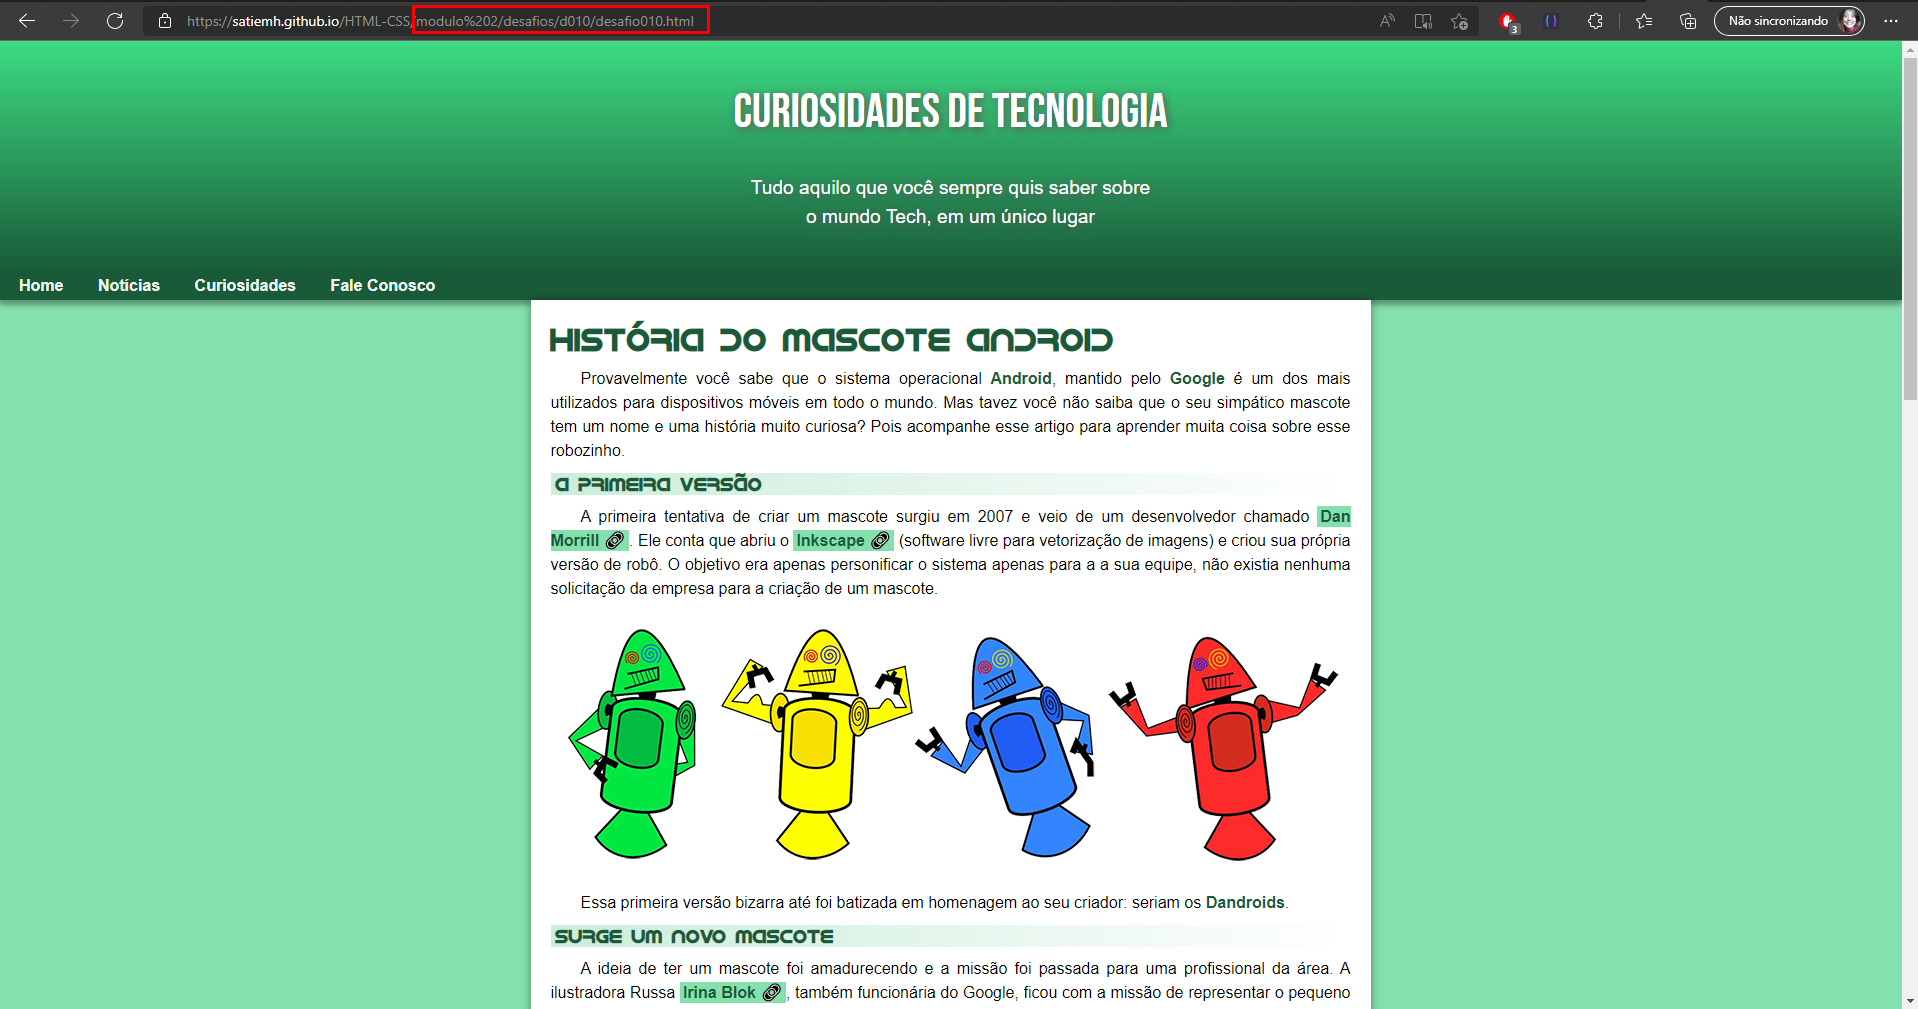 https://satiemh.github.io/HTML-CSS/modulo%202/desafios/d010/desafio010.html
3
Não sincronizando
CURIOSIDADES DE TECNOLOGIA
Tudo aquilo que você sempre quis saber sobre
o mundo Tech, em um único lugar
Home Notícias Curiosidades Fale Conosco
HISTÓRIA DO MASCOTE ANDROID
Provavelmente você sabe que o sistema operacional Android, mantido pelo Google é um dos mais
utilizados para dispositivos móveis em todo o mundo. Mas tavez você não saiba que o seu simpático mascote
tem um nome e uma história muito curiosa? Pois acompanhe esse artigo para aprender muita coisa sobre esse
robozinho.
A PRIMEIRA VERSÃO
A primeira tentativa de criar um mascote surgiu em 2007 e veio de um desenvolvedor chamado Dan
Morrill. Ele conta que abriu o Inkscape (software livre para vetorização de imagens) e criou sua própria
versão de robô. O objetivo era apenas personificar o sistema apenas para a a sua equipe, não existia nenhuma
solicitação da empresa para a criação de um mascote.
Essa primeira versão bizarra até foi batizada em homenagem ao seu criador: seriam os Dandroids.
SURGE UM NOVO MASCOTE
A ideia de ter um mascote foi amadurecendo e a missão foi passada para uma profissional da área. A
ilustradora Russa Irina Blok, também funcionária do Google, ficou com a missão de representar o pequeno